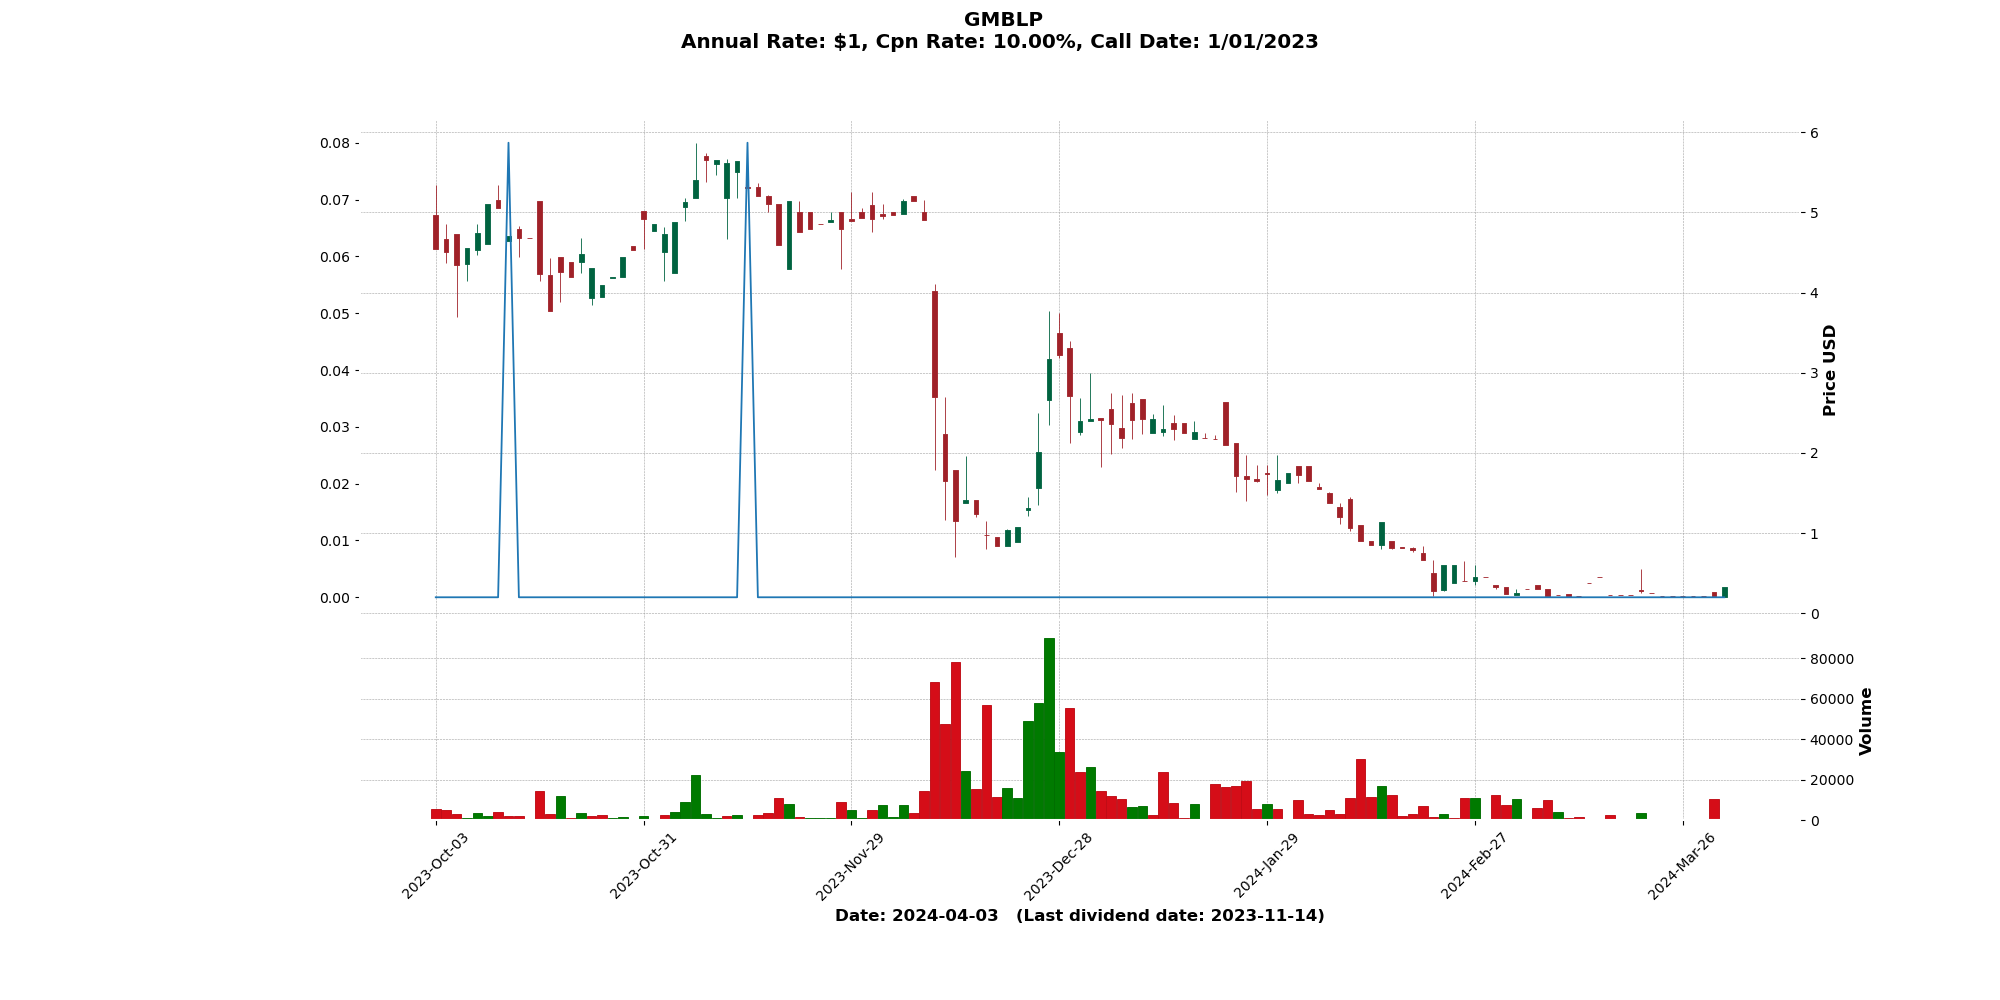 GMBLP
Annual Rate: $1, Cpn Rate: 10.00%, Call Date: 1/01/2023
0.08
0.07
0.06
0.05
0.04
0.03
0.02
0.01
0.00
6
5
4
3
2
1
0
Price USD
80000
60000
40000
20000
0
Volume
2023-Oct-03
2023-Oct-31
2023-Nov-29
2023-Dec-28
2024-Jan-29
2024-Feb-27
2024-Mar-26
Date: 2024-04-03 (Last dividend date: 2023-11-14)